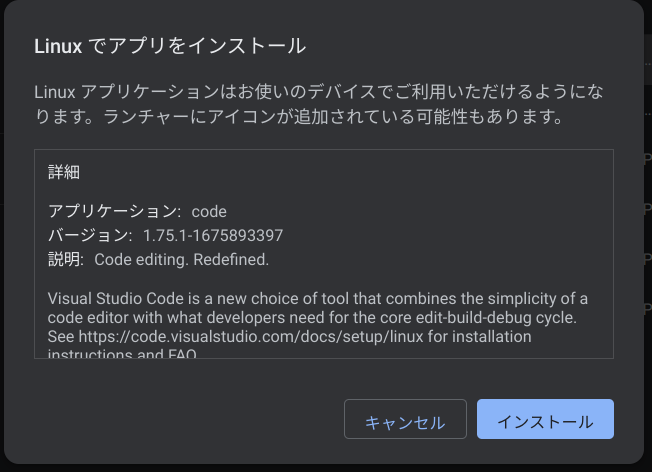 Linux でアプリをインストール
Linux アプリケーションはお使いのデバイスでご利用いただけるようにな
ります。ランチャーにアイコンが追加されている可能性もあります。
詳細
アプリケーション: code
バージョン: 1.75.1-1675893397
説明: Code editing. Redefined.
Visual Studio Code is a new choice of tool that combines the simplicity of a
code editor with what developers need for the core edit-build-debug cycle.
See https://code.visualstudio.com/docs/setup/linux for installation
instructions and FAQ
キャンセル
インストール